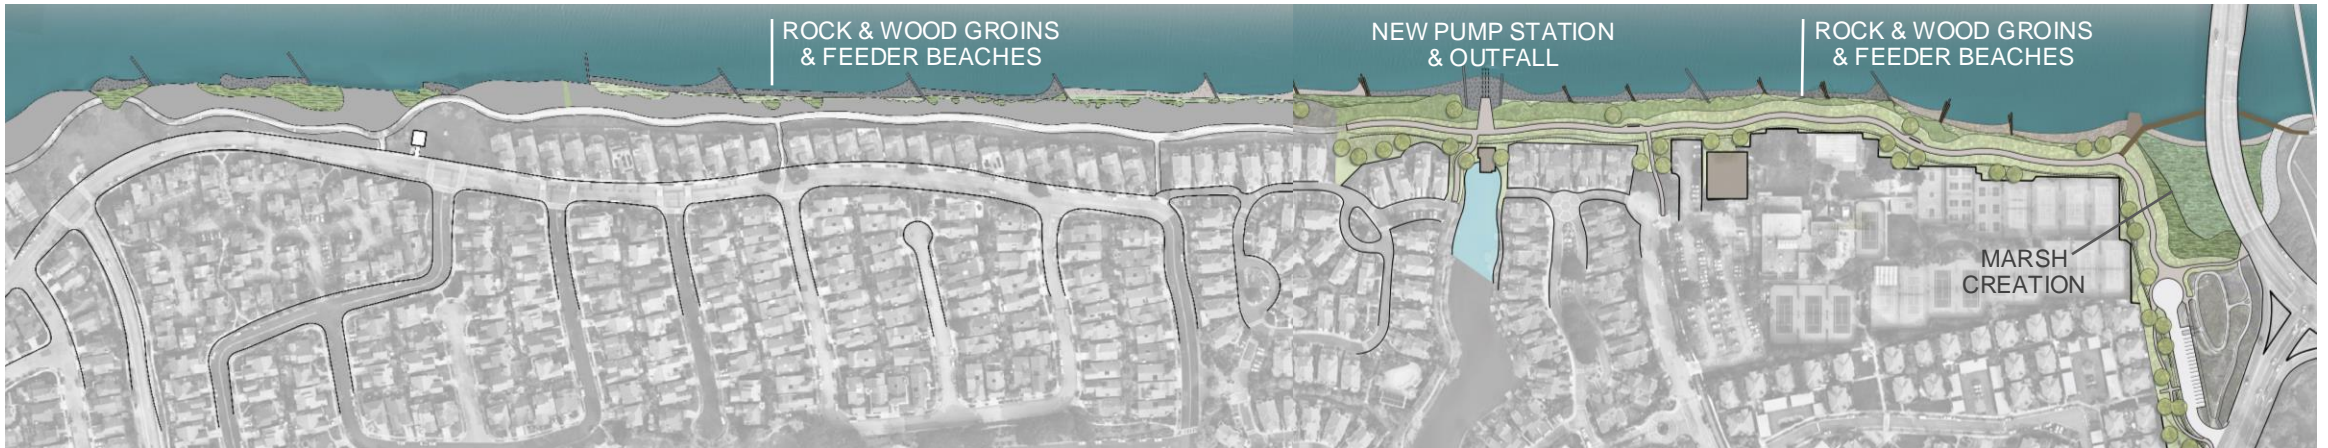 ROCK & WOOD GROINS
& FEEDER BEACHES
NEW PUMP STATION
& OUTFALL
ROCK & WOOD GROINS
& FEEDER BEACHES
MARSH
CREATION